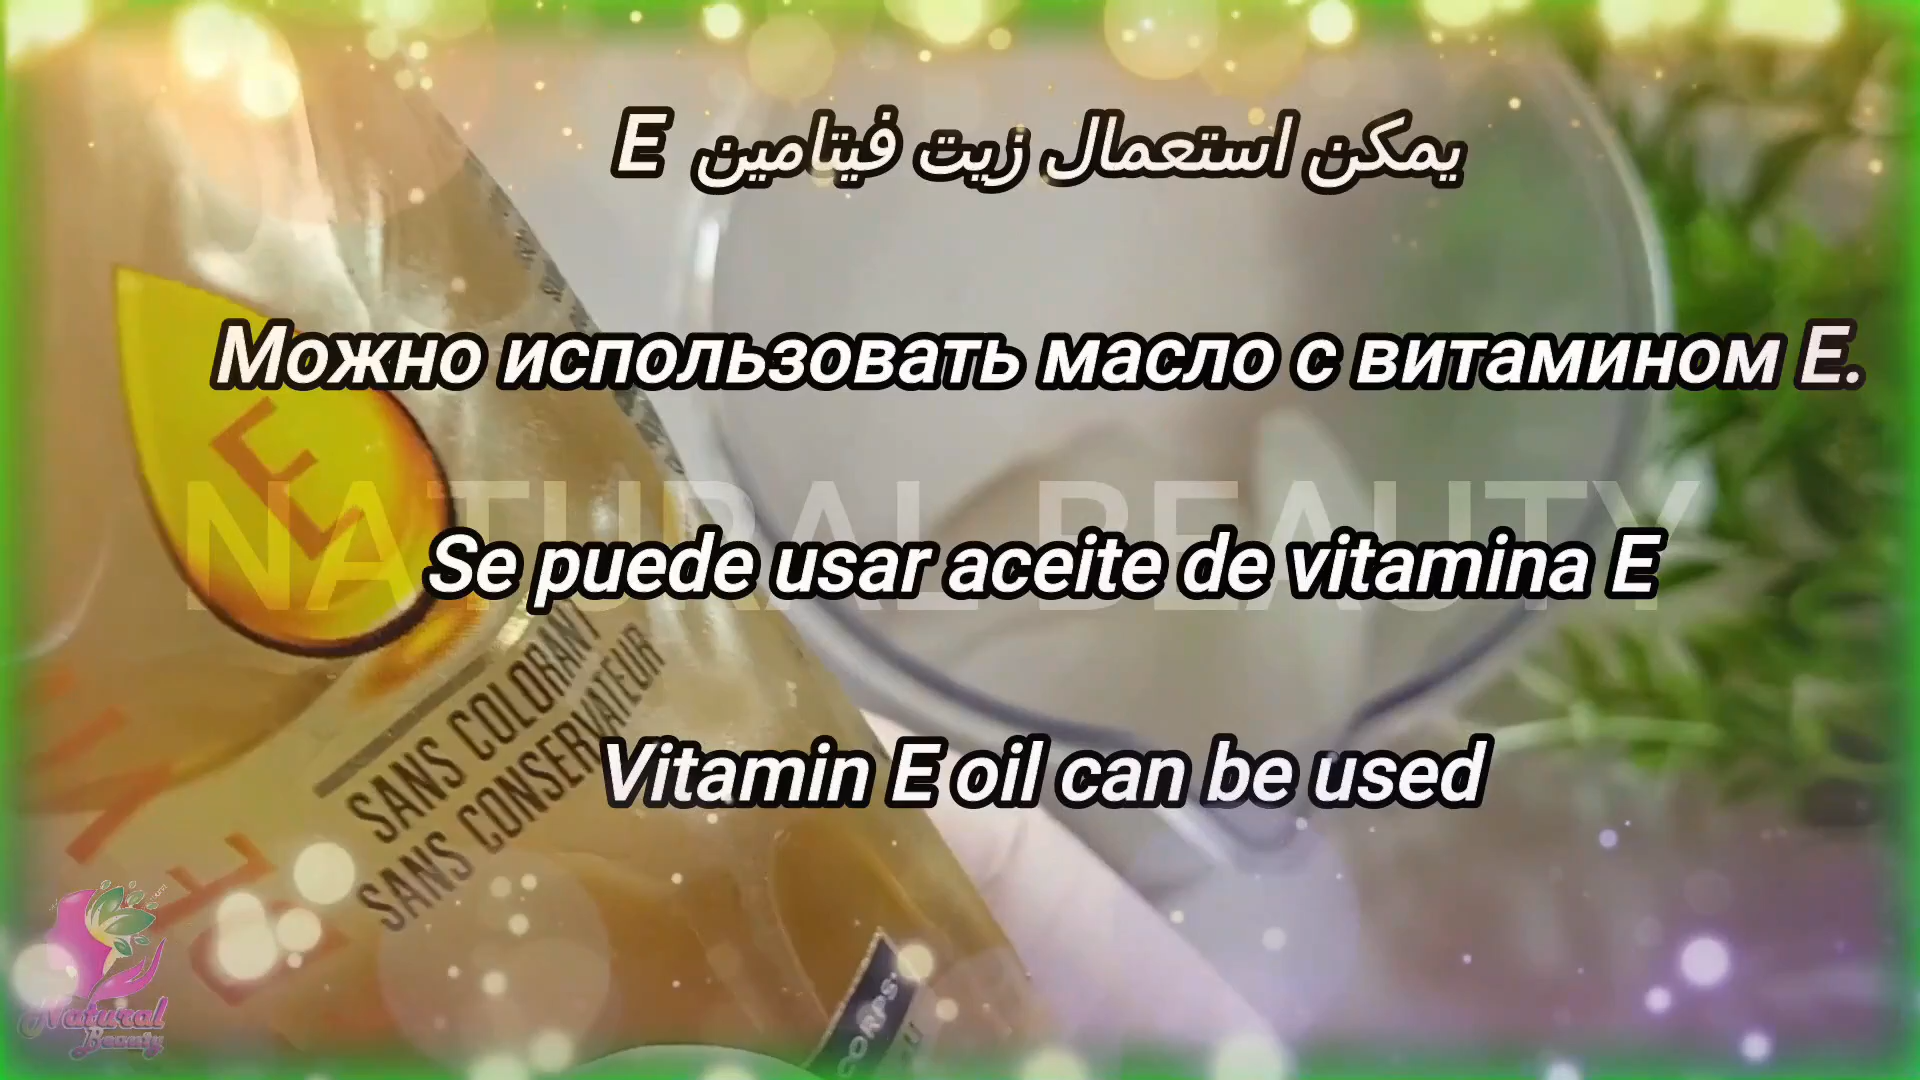 يمكن استعمال زيت فيتامين E
Можно использовать масло с витамином E.
NATURAL BEAUTY
Se puede usar aceite de vitamina E
Vitamin E oil can be used
E
SANS COLORANT
SANS CONSERVATEUR
CORPS
Natural
Beauty